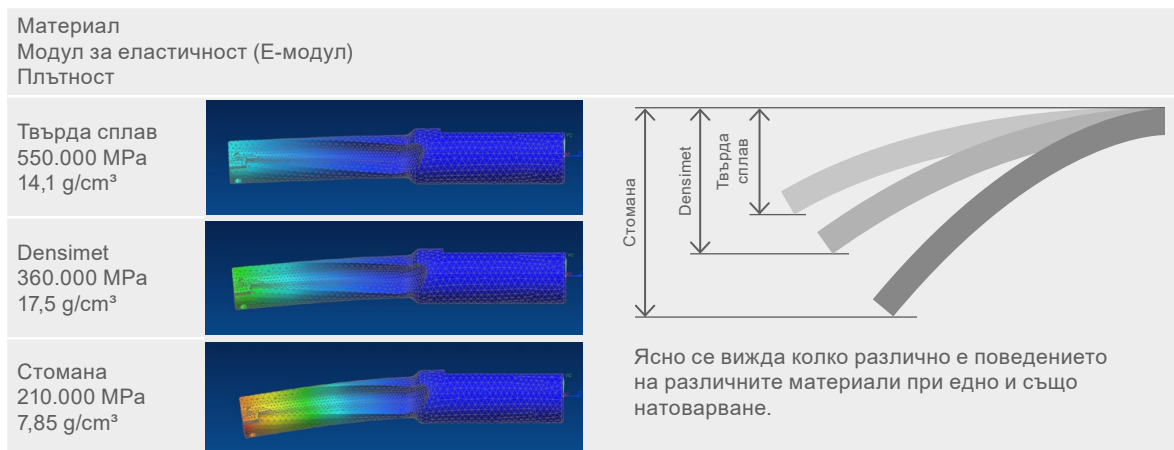 Материал
Модул за еластичност (Е-модул)
Плътност
Твърда сплав
550.000 MPa
14,1 g/cm³
Densimet
360.000 MPa
17,5 g/cm³
Стомана
210.000 MPa
7,85 g/cm³
Стомана
Densimet
Твърда
сплав
Ясно се вижда колко различно е поведението
на различните материали при едно и също
натоварване.